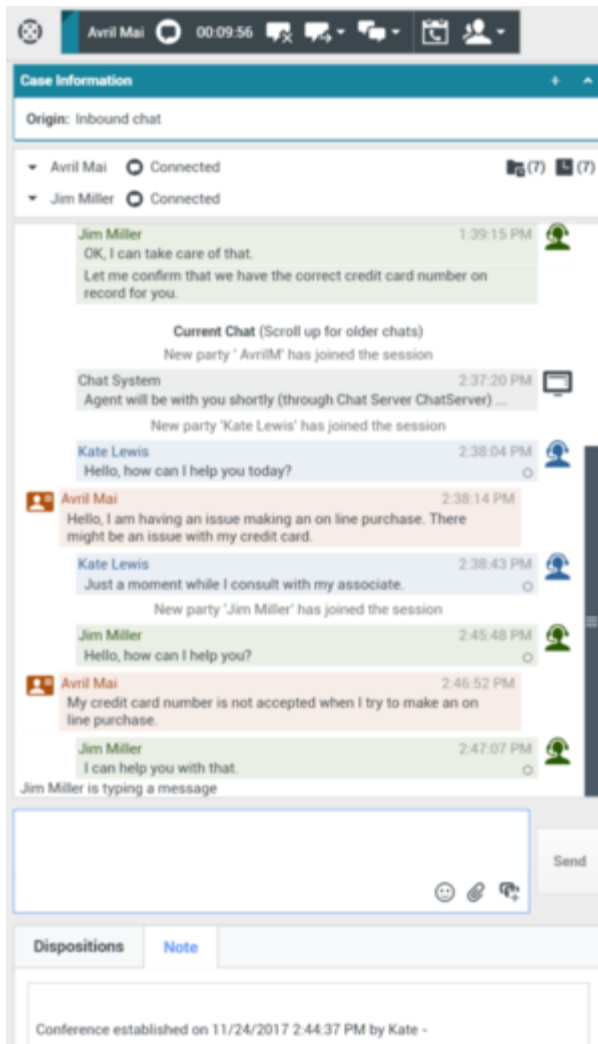 Avril Mai 00:09:56
Case Information
Origin: Inbound chat
Avril Mai Connected (7) (7)
Jim Miller Connected
Jim Miller 1:39:15 PM
OK, I can take care of that.
Let me confirm that we have the correct credit card number on
record for you.
Current Chat (Scroll up for older chats)
New party ' AvrilM' has joined the session
Chat System 2:37:20 PM
Agent will be with you shortly (through Chat Server ChatServer) ...
New party 'Kate Lewis' has joined the session
Kate Lewis 2:38:04 PM
Hello, how can I help you today?
Avril Mai 2:38:14 PM
Hello, I am having an issue making an on line purchase. There
might be an issue with my credit card.
Kate Lewis 2:38:43 PM
Just a moment while I consult with my associate.
New party 'Jim Miller' has joined the session
Jim Miller 2:45:48 PM
Hello, how can I help you?
Avril Mai 2:46:52 PM
My credit card number is not accepted when I try to make an on
line purchase.
Jim Miller 2:47:07 PM
I can help you with that.
Jim Miller is typing a message
Send
Dispositions Note
Conference established on 11/24/2017 2:44:37 PM by Kate -